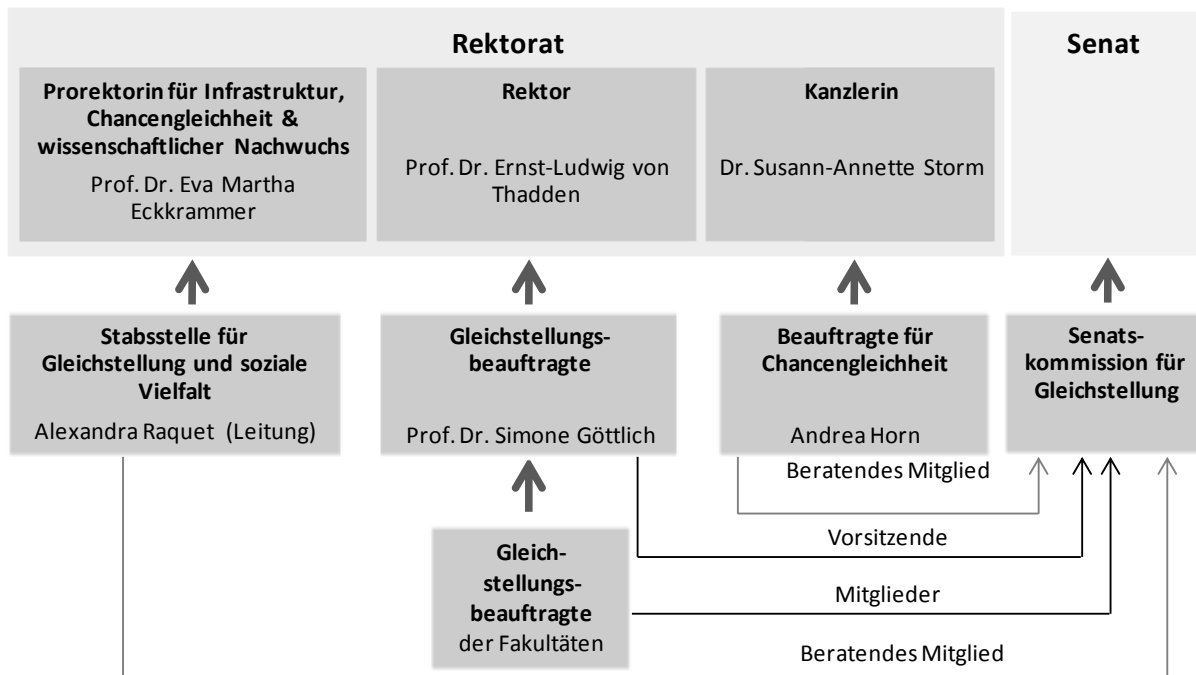 Rektorat
Senat
Prorektorin für Infrastruktur,
Chancengleichheit &
wissenschaftlicher Nachwuchs
Prof. Dr. Eva Martha
Eckkrammer
Rektor
Prof. Dr. Ernst-Ludwig von
Thadden
Kanzlerin
Dr. Susann-Annette Storm
Stabsstelle für
Gleichstellung und soziale
Vielfalt
Alexandra Raquet (Leitung)
Gleichstellungs-
beauftragte
Prof. Dr. Simone Göttlich
Beauftragte für
Chancengleichheit
Andrea Horn
Senats-
kommission für
Gleichstellung
Beratendes Mitglied
Vorsitzende
Gleich-
stellungs-
beauftragte
der Fakultäten
Mitglieder
Beratendes Mitglied